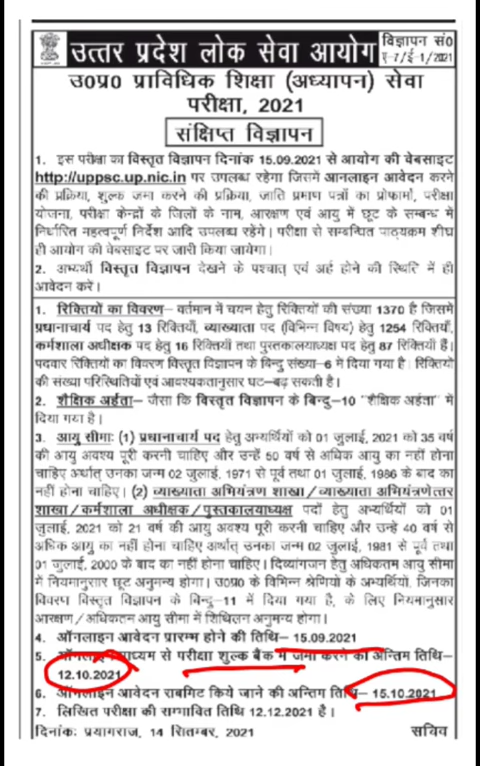 उत्तर प्रदेश लोक सेवा आयोग
विज्ञापन सं०
ए-7/ई-1/2021
उ०प्र० प्राविधिक शिक्षा (अध्यापन) सेवा
परीक्षा, 2021
संक्षिप्त विज्ञापन
1. इस परीक्षा का विस्तृत विज्ञापन दिनांक 15.09.2021 से आयोग की वेबसाइट
http://uppsc.up.nic.in पर उपलब्ध रहेगा जिसमें आनलाइन आवेदन करने
की प्रक्रिया, शुल्क जमा करने की प्रक्रिया, जाति प्रमाण पत्रों का प्रोफार्मा, परीक्षा
योजना, परीक्षा केन्द्रों के जिलों के नाम, आरक्षण एवं आयु में छूट के सम्बन्ध में
निर्धारित महत्वपूर्ण निर्देश आदि उपलब्ध रहेंगे। परीक्षा से सम्बन्धित पाठ्यक्रम शीघ्र
ही आयोग की वेबसाइट पर जारी किया जायेगा।
2. अभ्यर्थी विस्तृत विज्ञापन देखने के पश्चात् एवं अर्ह होने की स्थिति में ही
आवेदन करें।
1. रिक्तियों का विवरण– वर्तमान में चयन हेतु रिक्तियों की संख्या 1370 है जिसमें
प्रधानाचार्य पद हेतु 13 रिक्तियाँ, व्याख्याता पद (विभिन्न विषय) हेतु 1254 रिक्तियाँ,
कर्मशाला अधीक्षक पद हेतु 16 रिक्तियाँ तथा पुस्तकालयाध्यक्ष पद हेतु 87 रिक्तियाँ हैं।
पदवार रिक्तियों का विवरण विस्तृत विज्ञापन के बिन्दु संख्या–6 में दिया गया है। रिक्तियों
की संख्या परिस्थितियों एवं आवश्यकतानुसार घट–बढ़ सकती है।
2. शैक्षिक अर्हता– जैसा कि विस्तृत विज्ञापन के बिन्दु–10 "शैक्षिक अर्हता" में
दिया गया है।
3. आयु सीमाः (1) प्रधानाचार्य पद हेतु अभ्यर्थियों को 01 जुलाई, 2021 को 35 वर्ष
की आयु अवश्य पूरी करनी चाहिए और उन्हें 50 वर्ष से अधिक आयु का नहीं होना
चाहिए अर्थात् उनका जन्म 02 जुलाई, 1971 से पूर्व तथा 01 जुलाई, 1986 के बाद का
नहीं होना चाहिए। (2) व्याख्याता अभियंत्रण शाखा/व्याख्याता अभियंत्रणेत्तर
शाखा/कर्मशाला अधीक्षक/पुस्तकालयाध्यक्ष पदों हेतु अभ्यर्थियों को 01
जुलाई, 2021 को 21 वर्ष की आयु अवश्य पूरी करनी चाहिए और उन्हे 40 वर्ष से
अधिक आयु का नहीं होना चाहिए अर्थात् उनका जन्म 02 जुलाई, 1981 से पूर्व तथा
01 जुलाई, 2000 के बाद का नहीं होना चाहिए। दिव्यांगजन हेतु अधिकतम आयु सीमा
में नियमानुसार छूट अनुमन्य होगा। उ०प्र० के विभिन्न श्रेणियों के अभ्यर्थियों, जिनका
विवरण विस्तृत विज्ञापन के बिन्दु–11 में दिया गया है, के लिए नियमानुसार
आरक्षण/अधिकतम आयु सीमा में शिथिलन अनुमन्य होगा।
4. ऑनलाइन आवेदन प्रारम्भ होने की तिथि– 15.09.2021
5. ऑनलाइन माध्यम से परीक्षा शुल्क बैंक में जमा करने की अन्तिम तिथि–
12.10.2021
6. ऑनलाइन आवेदन सबमिट किये जाने की अन्तिम तिथि– 15.10.2021
7. लिखित परीक्षा की सम्भावित तिथि 12.12.2021 है।
दिनांकः प्रयागराज, 14 सितम्बर, 2021 सचिव